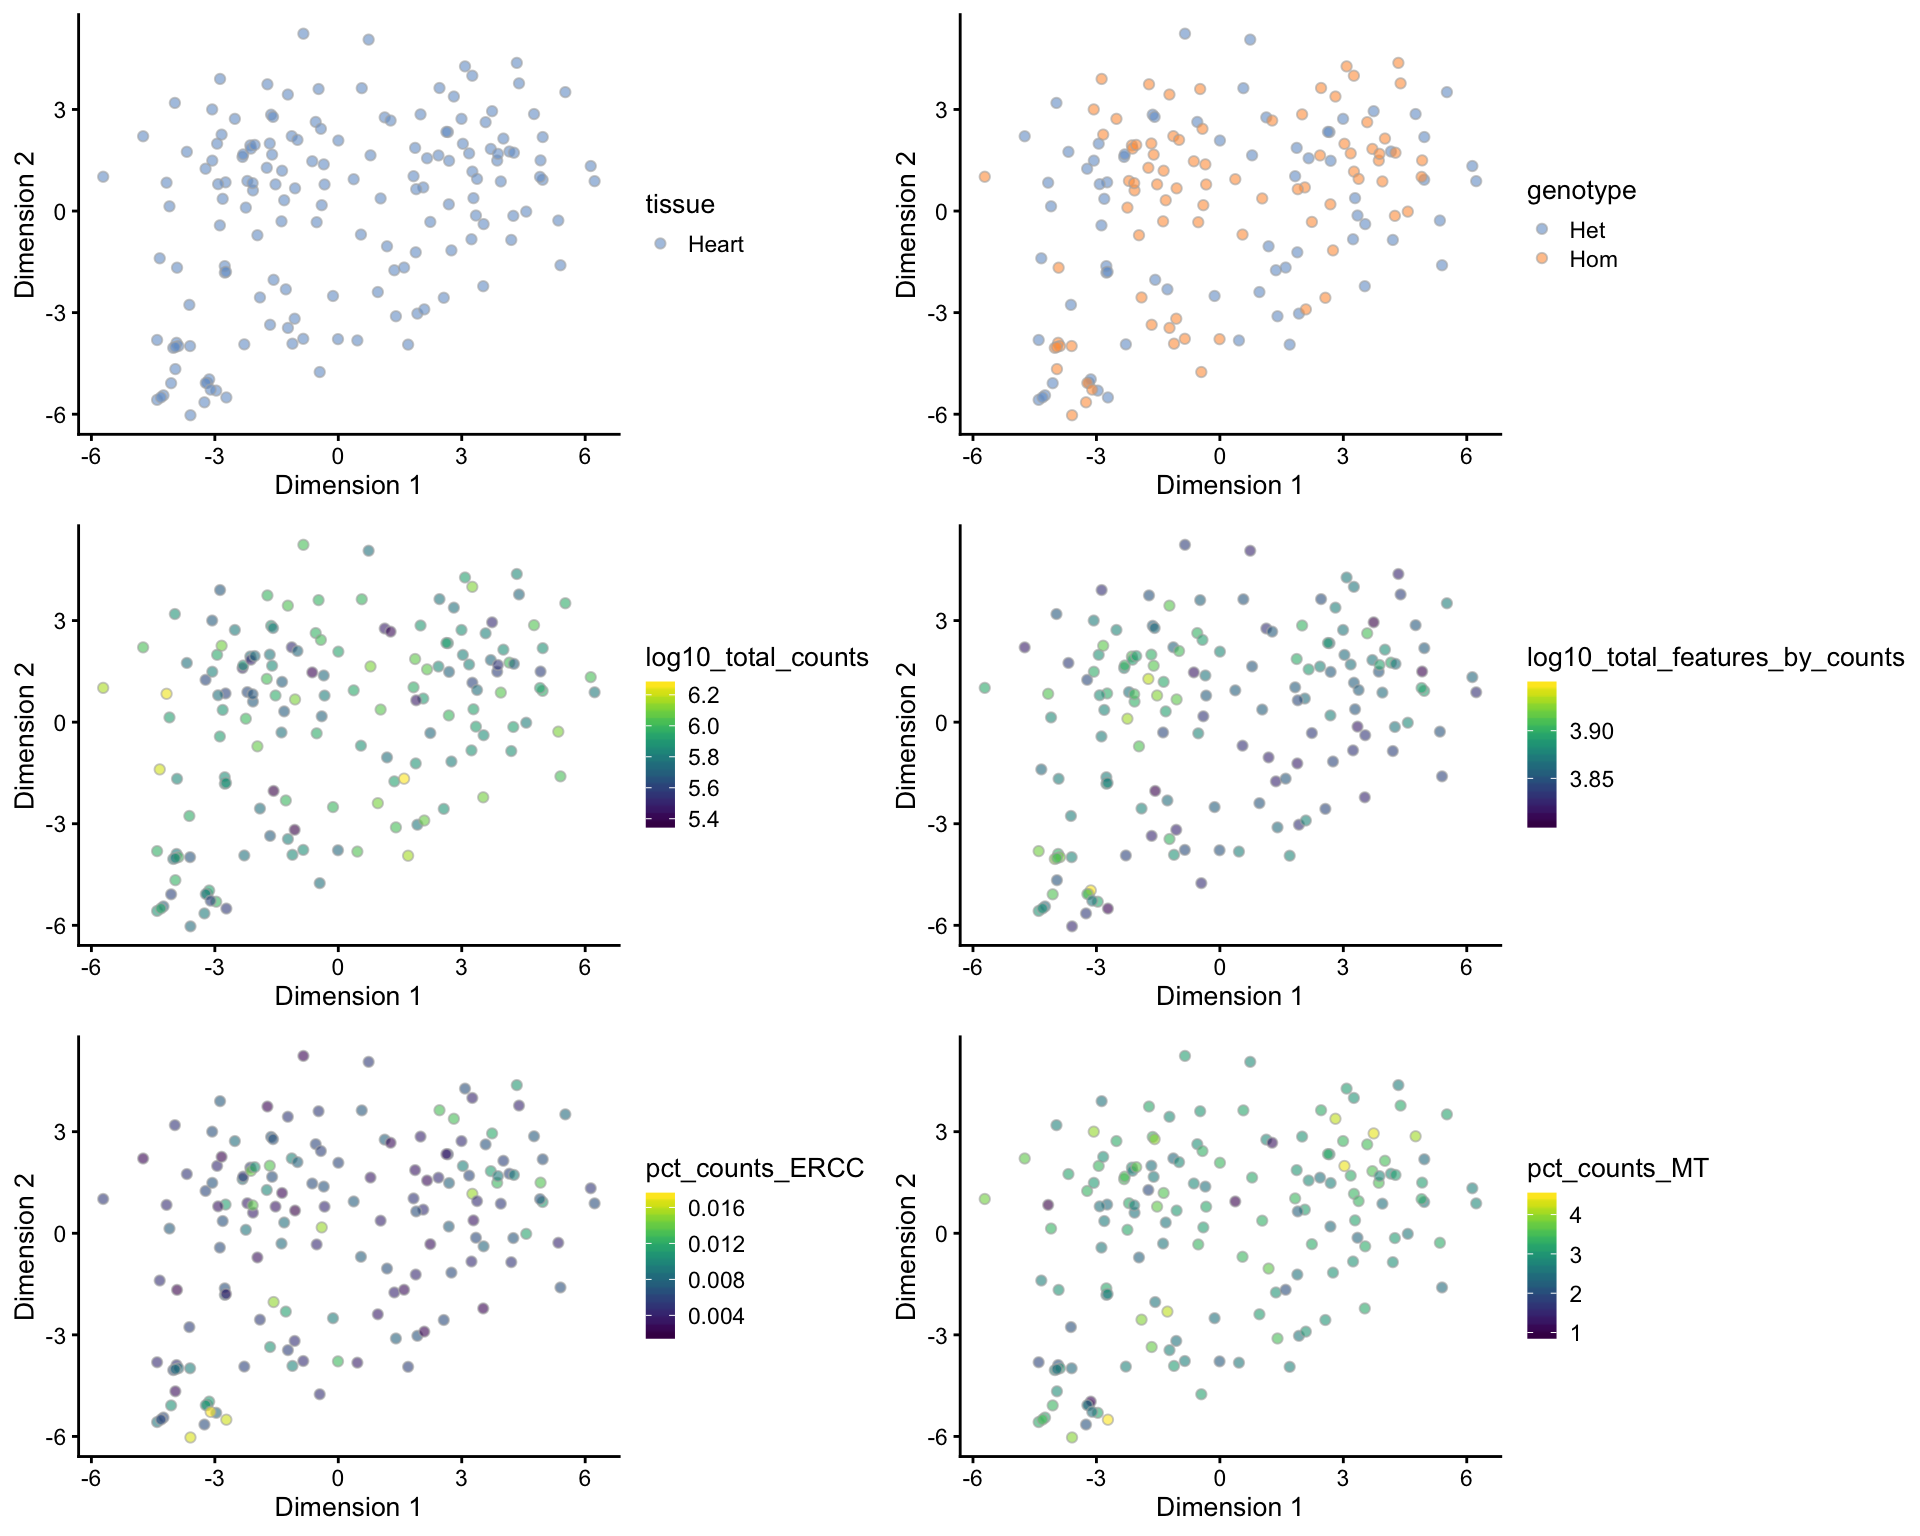 3
0
-3
-6
-6 -3 0 3 6
Dimension 1
Dimension 2
tissue
Heart
3
0
-3
-6
-6 -3 0 3 6
Dimension 1
Dimension 2
genotype
Het
Hom
3
0
-3
-6
-6 -3 0 3 6
Dimension 1
Dimension 2
log10_total_counts
6.2
6.0
5.8
5.6
5.4
3
0
-3
-6
-6 -3 0 3 6
Dimension 1
Dimension 2
log10_total_features_by_counts
3.90
3.85
3
0
-3
-6
-6 -3 0 3 6
Dimension 1
Dimension 2
pct_counts_ERCC
0.016
0.012
0.008
0.004
3
0
-3
-6
-6 -3 0 3 6
Dimension 1
Dimension 2
pct_counts_MT
4
3
2
1